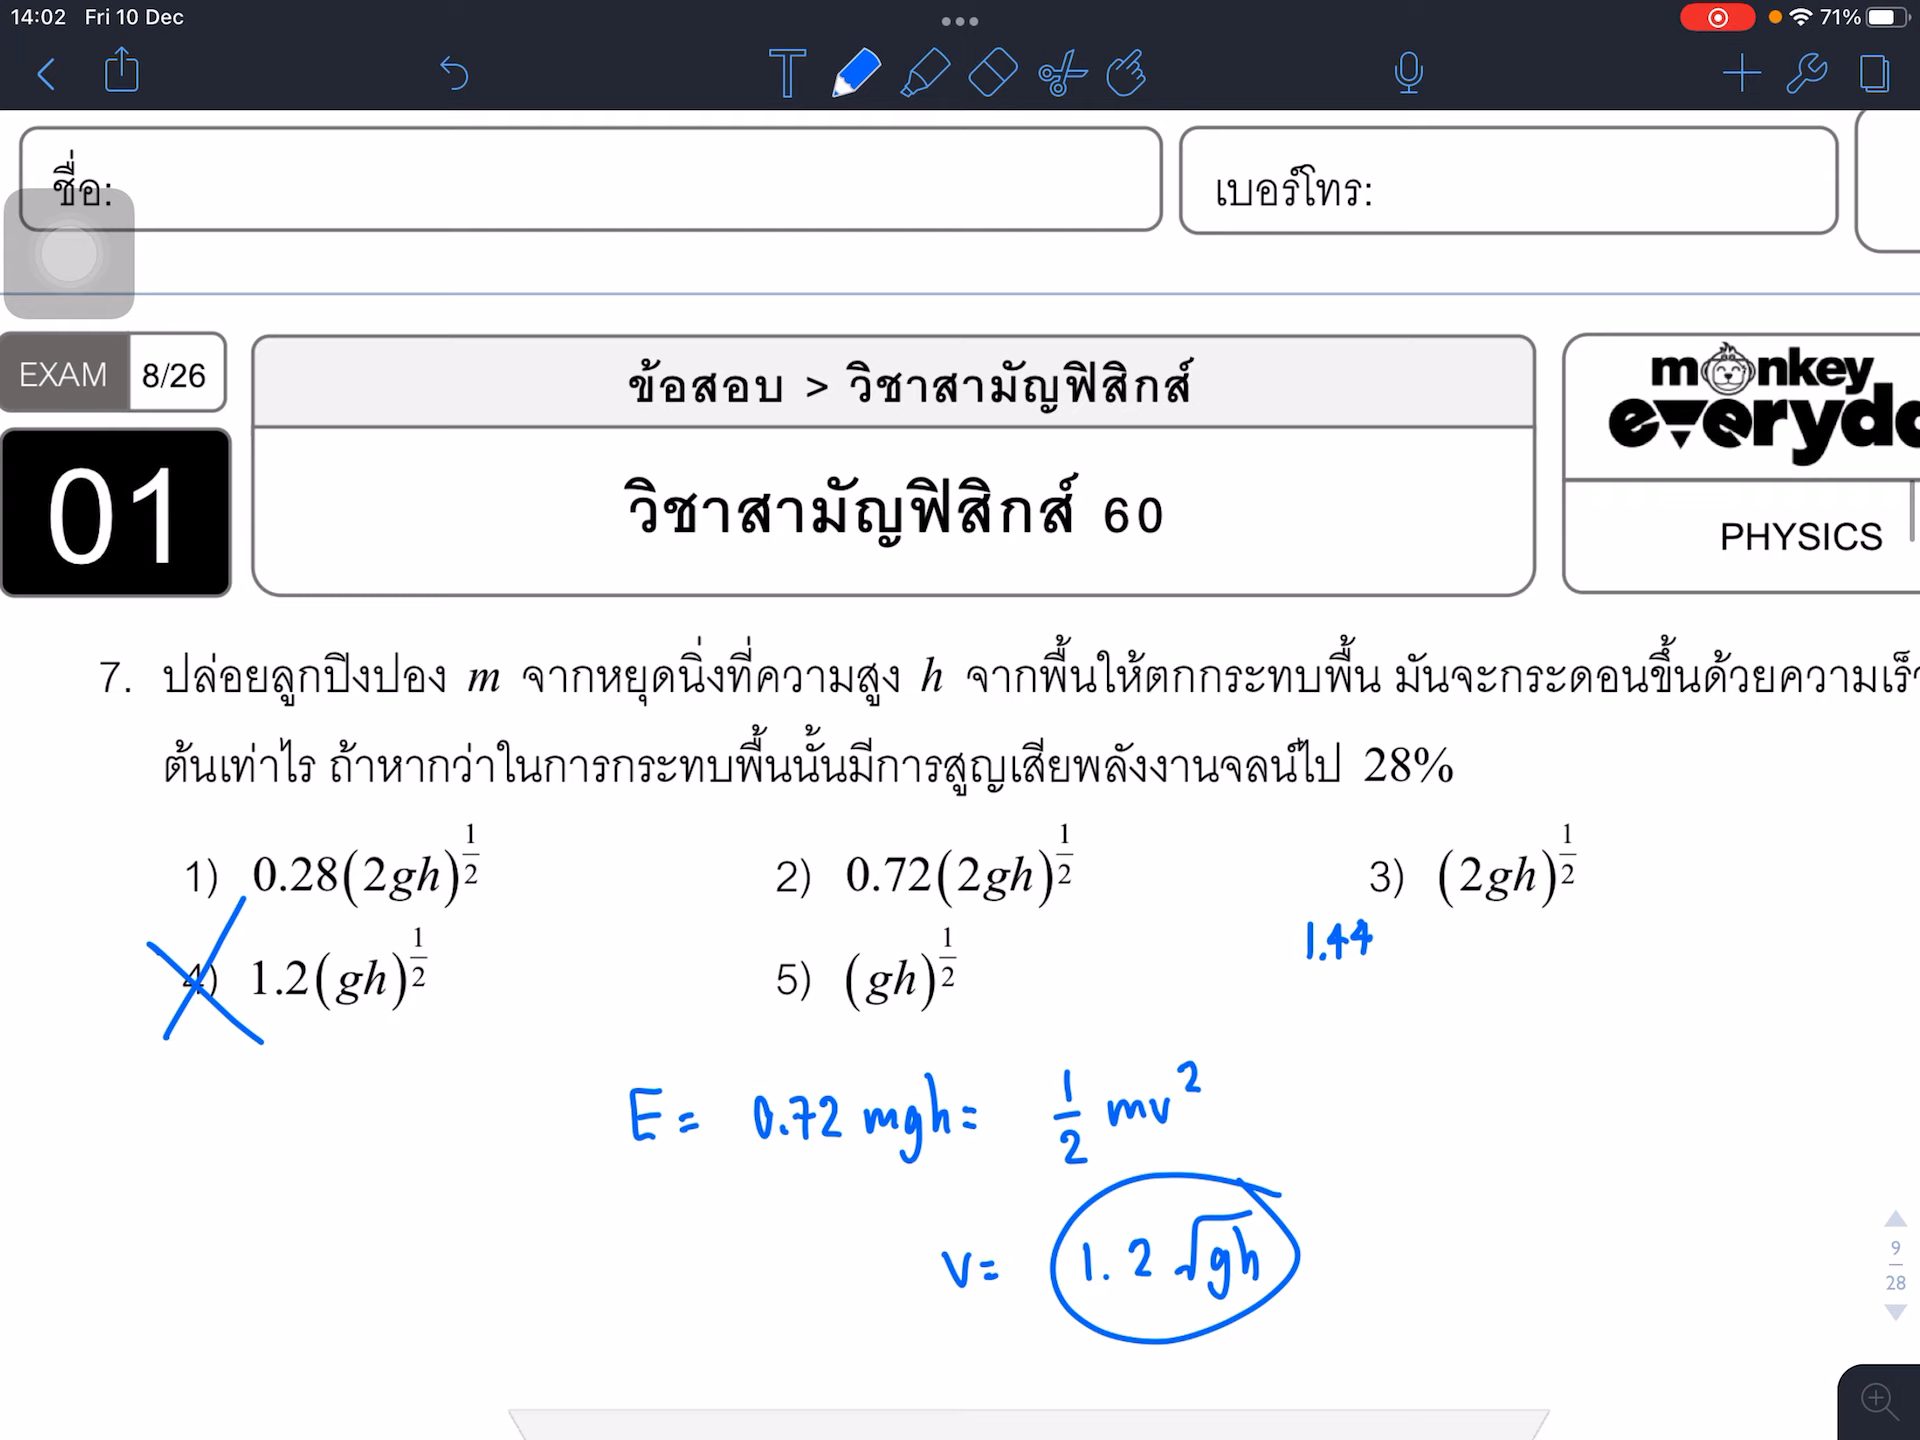 14:02 Fri 10 Dec
71%
ชื่อ:
เบอร์โทร:
EXAM 8/26
ข้อสอบ > วิชาสามัญฟิสิกส์
monkey
01
วิชาสามัญฟิสิกส์ 60
PHYSICS
7. ปล่อยลูกปิงปอง m จากหยุดนิ่งที่ความสูง h จากพื้นให้ตกกระทบพื้น มันจะกระดอนขึ้นด้วย
ต้นเท่าไร ถ้าหากว่าในการกระทบพื้นนั้นมีการสูญเสียพลังงานจลน์ไป 28%
1) 0.28(2gh)^{1/2} 2) 0.72(2gh)^{1/2} 3) (2gh)^{1/2}
1.44
4) 1.2(gh)^{1/2} 5) (gh)^{1/2}
E = 0.72 mgh = 1/2 mv²
v = 1.2 √gh
9
28